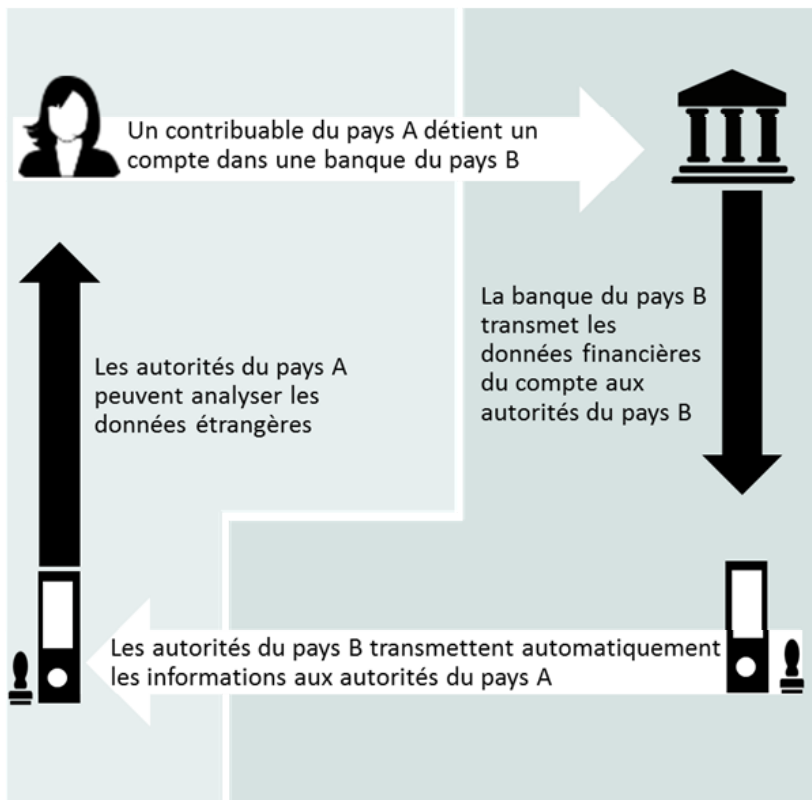 Un contribuable du pays A détient un
compte dans une banque du pays B
La banque du pays B
transmet les
données financières
du compte aux
autorités du pays B
Les autorités du pays B transmettent automatiquement
les informations aux autorités du pays A
Les autorités du pays A
peuvent analyser les
données étrangères